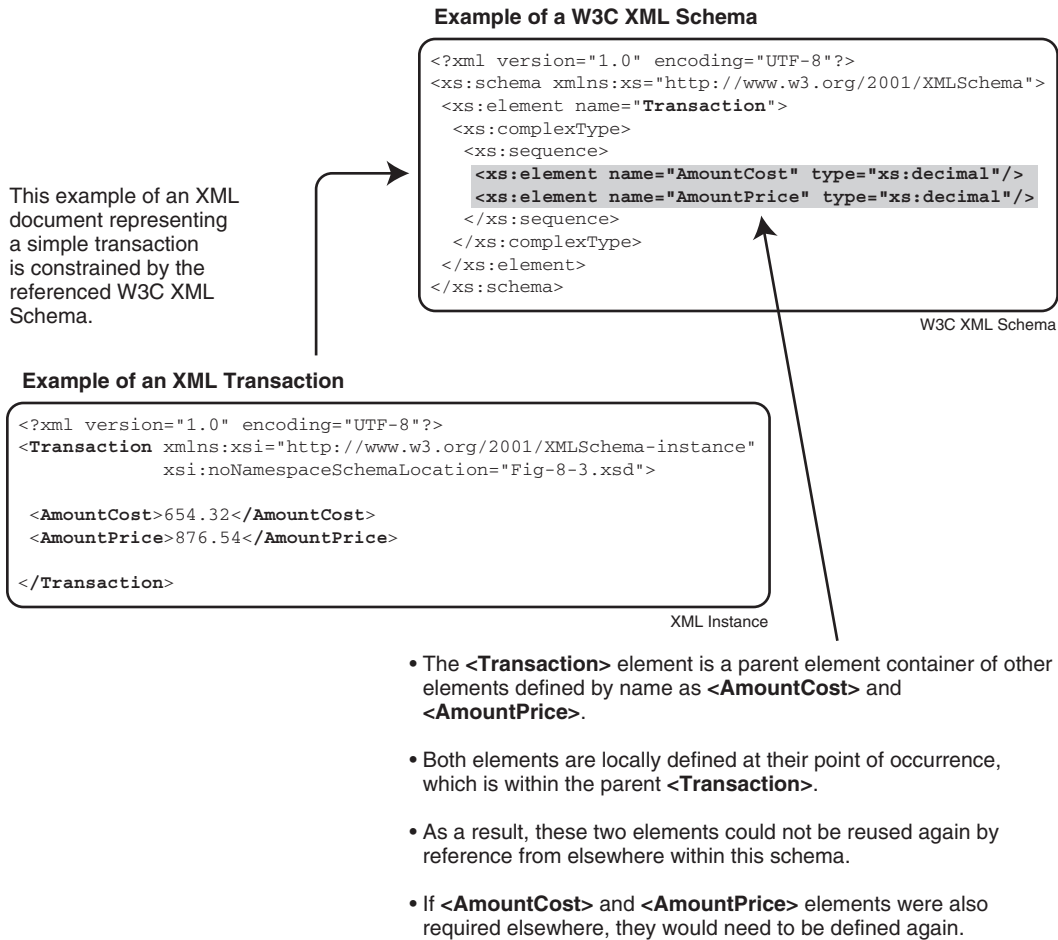 Example of a W3C XML Schema
<?xml version="1.0" encoding="UTF-8"?>
<xs:schema xmlns:xs="http://www.w3.org/2001/XMLSchema">
<xs:element name="Transaction">
<xs:complexType>
<xs:sequence>
<xs:element name="AmountCost" type="xs:decimal"/>
<xs:element name="AmountPrice" type="xs:decimal"/>
</xs:sequence>
</xs:complexType>
</xs:element>
</xs:schema>
W3C XML Schema
This example of an XML
document representing
a simple transaction
is constrained by the
referenced W3C XML
Schema.
Example of an XML Transaction
<?xml version="1.0" encoding="UTF-8"?>
<Transaction xmlns:xsi="http://www.w3.org/2001/XMLSchema-instance"
xsi:noNamespaceSchemaLocation="Fig-8-3.xsd">
<AmountCost>654.32</AmountCost>
<AmountPrice>876.54</AmountPrice>
</Transaction>
XML Instance
• The <Transaction> element is a parent element container of other
elements defined by name as <AmountCost> and
<AmountPrice>.
• Both elements are locally defined at their point of occurrence,
which is within the parent <Transaction>.
• As a result, these two elements could not be reused again by
reference from elsewhere within this schema.
• If <AmountCost> and <AmountPrice> elements were also
required elsewhere, they would need to be defined again.